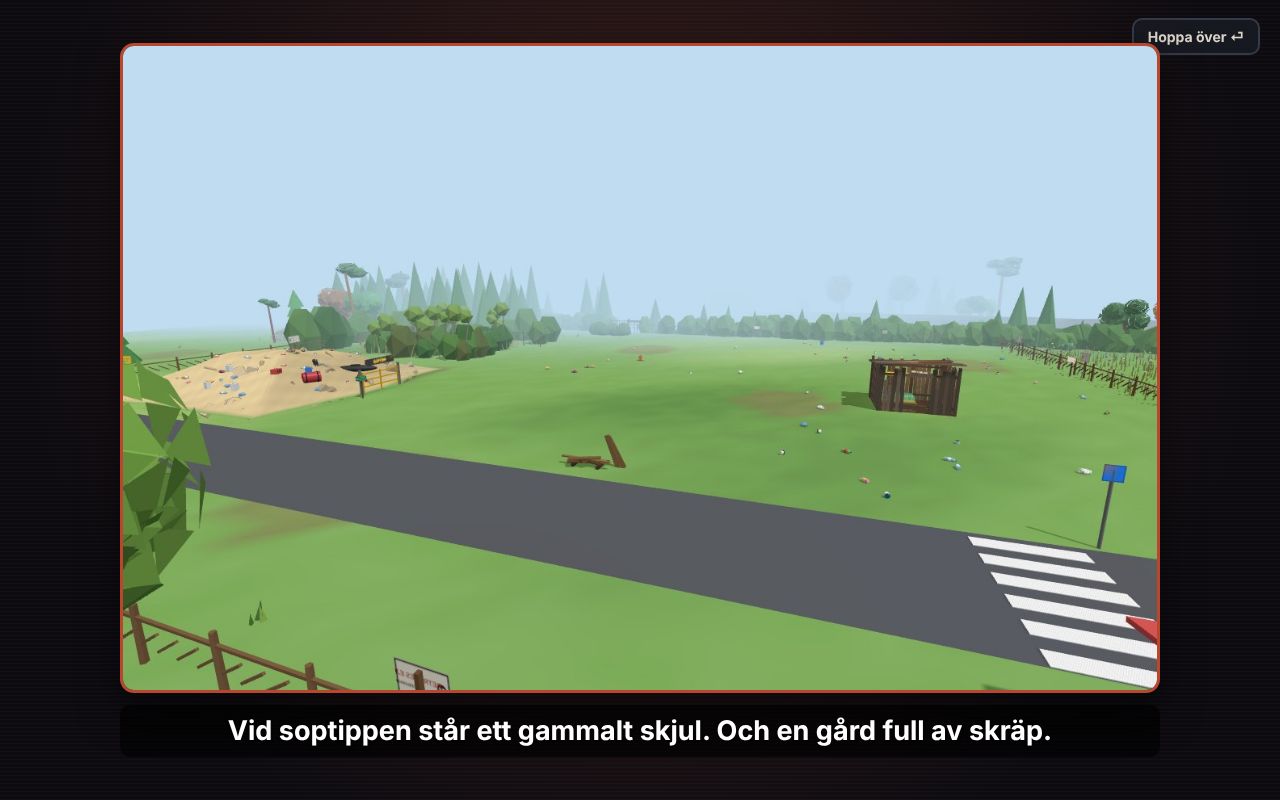 Hoppa över ⏎
Vid soptippen står ett gammalt skjul. Och en gård full av skräp.